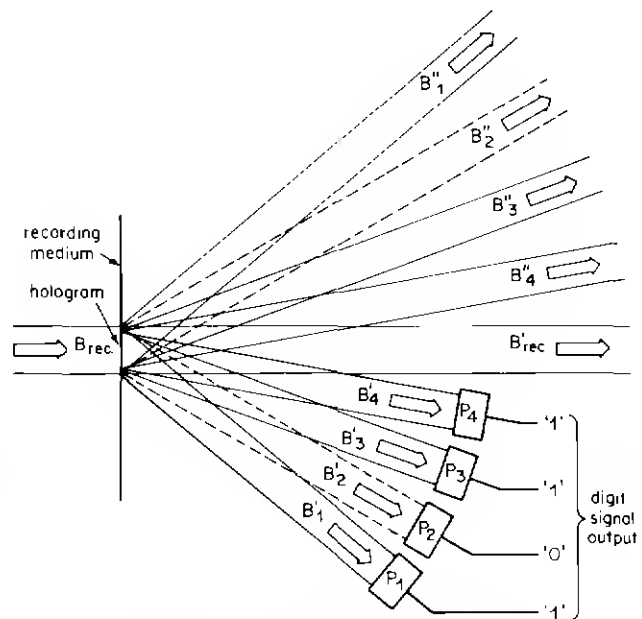 B"1
B"2
B"3
B"4
recording
medium
hologram
Brec.
B'rec
B'4
P4
'1'
B'3
P3
'1'
B'2
P2
'0'
B'1
P1
'1'
digit
signal
output